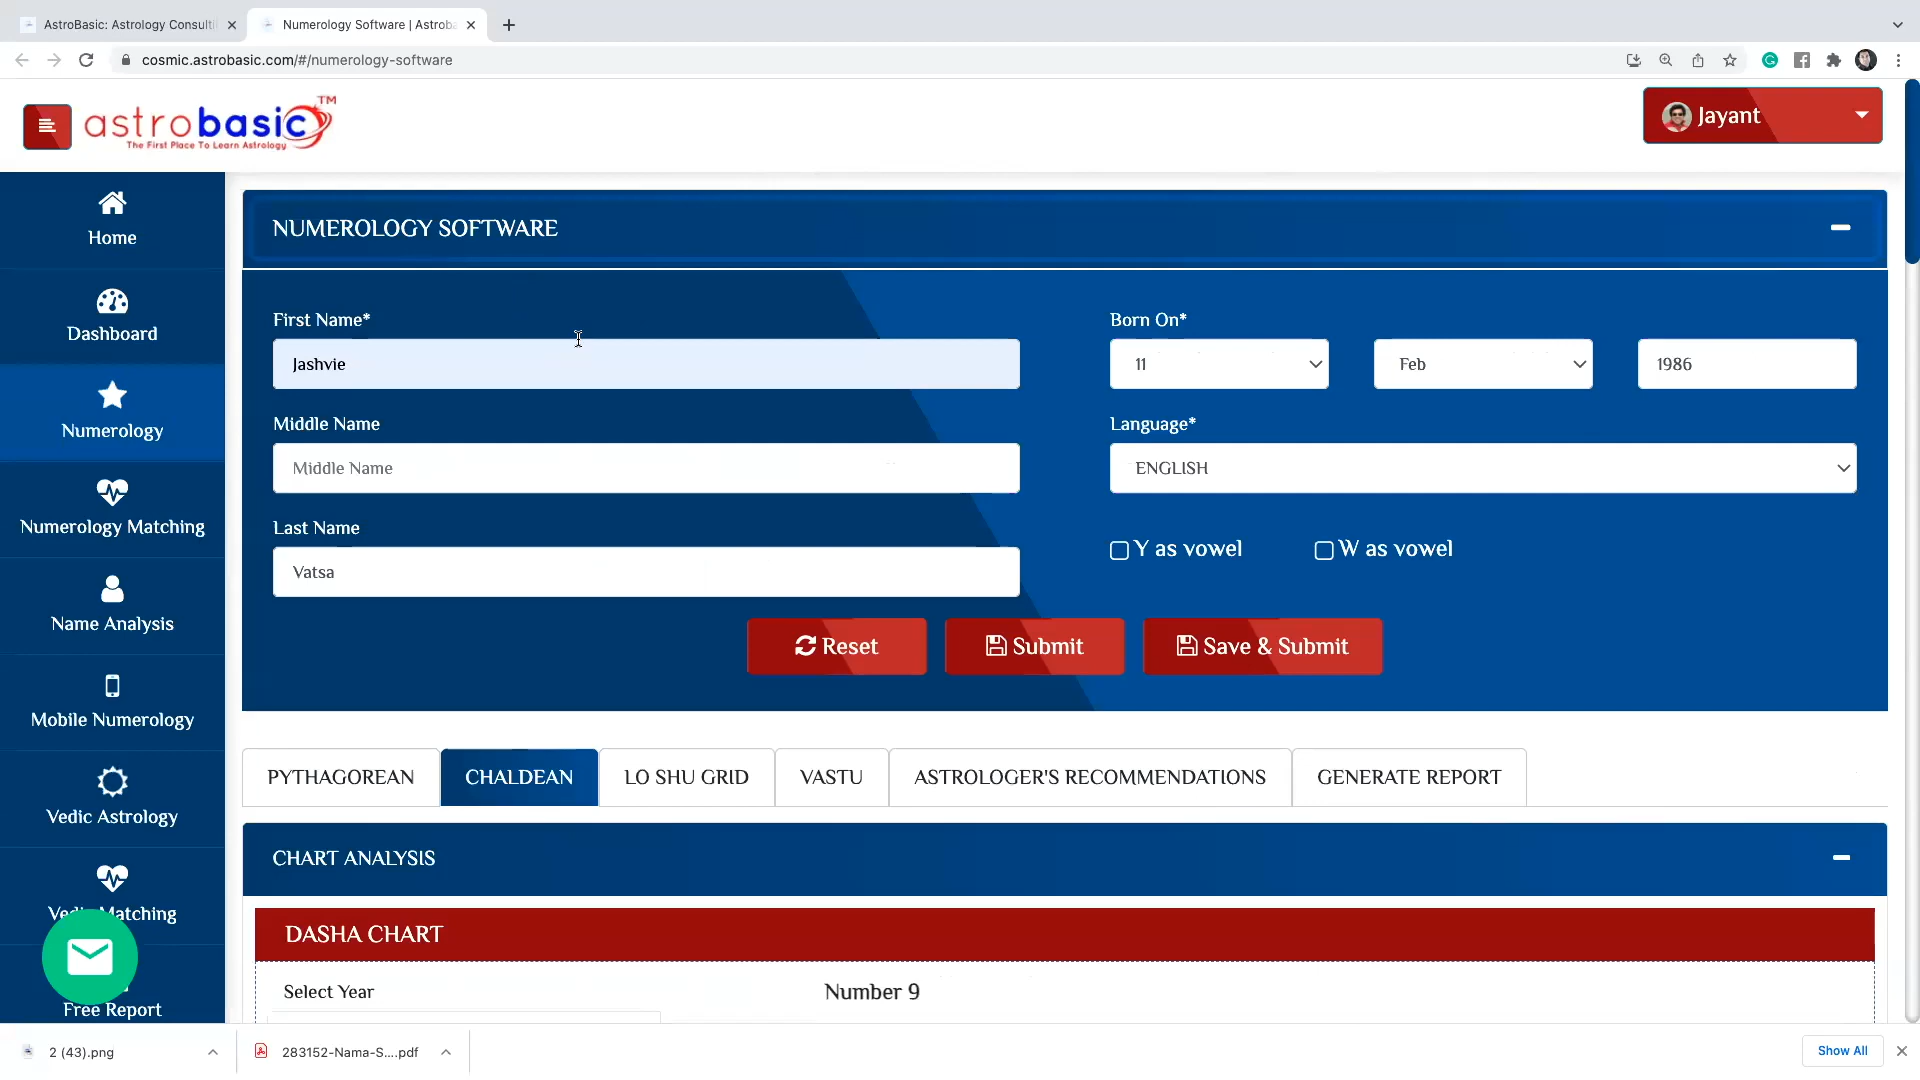 AstroBasic: Astrology Consulti
Numerology Software | Astroba
cosmic.astrobasic.com/#/numerology-software
astrobasic TM
The First Place To Learn Astrology
Jayant
Home
Dashboard
Numerology
Numerology Matching
Name Analysis
Mobile Numerology
Vedic Astrology
Vedic Matching
Free Report
NUMEROLOGY SOFTWARE
First Name*
Jashvie
Middle Name
Middle Name
Last Name
Vatsa
Born On*
11 Feb 1986
Language*
ENGLISH
Y as vowel W as vowel
Reset Submit Save & Submit
PYTHAGOREAN CHALDEAN LO SHU GRID VASTU ASTROLOGER'S RECOMMENDATIONS GENERATE REPORT
CHART ANALYSIS
DASHA CHART
Select Year Number 9
2 (43).png 283152-Nama-S....pdf Show All